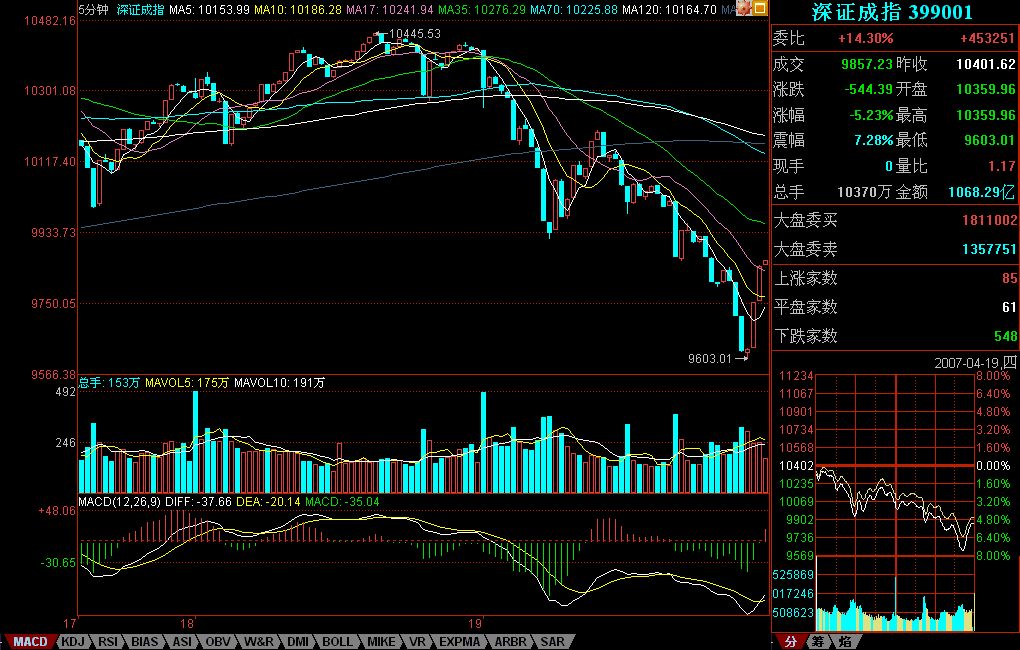 5分钟 深证成指 MA5: 10153.99 MA10: 10186.28 MA17: 10241.94 MA35: 10276.29 MA70: 10225.88 MA120: 10164.70 MA
10482.16
10445.53
10301.08
10117.40
9933.73
9750.05
9603.01
9566.38
总手: 153万 MAVOL5: 175万 MAVOL10: 191万
492
246
MACD(12,26,9) DIFF: -37.66 DEA: -20.14 MACD: -35.04
+48.06
-30.65
17 18 19
MACD KDJ RSI BIAS ASI OBV W&R DMI BOLL MIKE VR EXPMA ARBR SAR
深证成指 399001
委比 +14.30% +453251
成交 9857.23 昨收 10401.62
涨跌 -544.39 开盘 10359.96
涨幅 -5.23% 最高 10359.96
震幅 7.28% 最低 9603.01
现手 0 量比 1.17
总手 10370万 金额 1068.29亿
大盘委买 1811002
大盘委卖 1357751
上涨家数 85
平盘家数 61
下跌家数 548
2007-04-19,四
11234 8.00%
11067 6.40%
10901 4.80%
10734 3.20%
10568 1.60%
10402 0.00%
10235 1.60%
10069 3.20%
9902 4.80%
9736 6.40%
9569 8.00%
525869
017246
508623
分 筹 焰